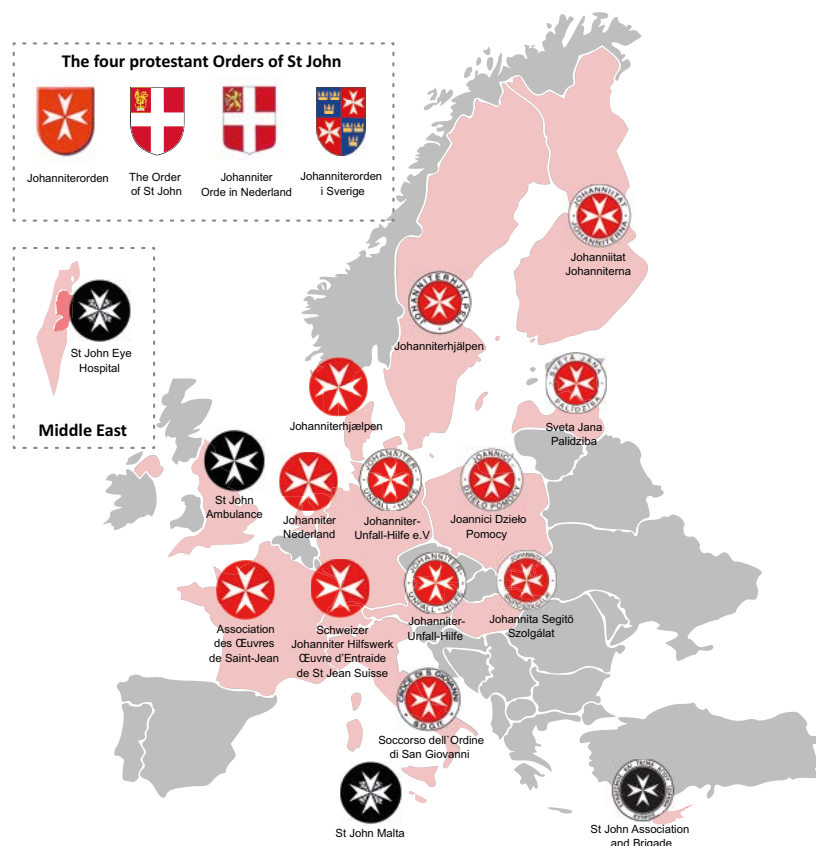 The four protestant Orders of St John
Johanniterorden
The Order
of St John
Johanniter
Orde in Nederland
Johanniterorden
i Sverige
JOHANNIITAT
JOHANNITERNA
Johanniitat
Johanniterna
St John Eye
Hospital
Middle East
JOHANNITERHJÄLPEN
Johanniterhjälpen
Johanniterhjælpen
SVETA JANA
PALIDZIBA
Sveta Jana
Palidziba
St John
Ambulance
Johanniter
Nederland
JOHANNITER-
UNFALL-HILFE
Johanniter-
Unfall-Hilfe e.V
JOANNICI
DZIEŁO POMOCY
Joannici Dzieło
Pomocy
Association
des Œuvres
de Saint-Jean
Schweizer
Johanniter Hilfswerk
Œuvre d'Entraide
de St Jean Suisse
JOHANNITER-
UNFALL-HILFE
Johanniter-
Unfall-Hilfe
JOHANNITA
Johannita Segitö
Szolgálat
CROCE DI S. GIOVANNI
SOGIT
Soccorso dell`Ordine
di San Giovanni
St John Malta
St John Association
and Brigade